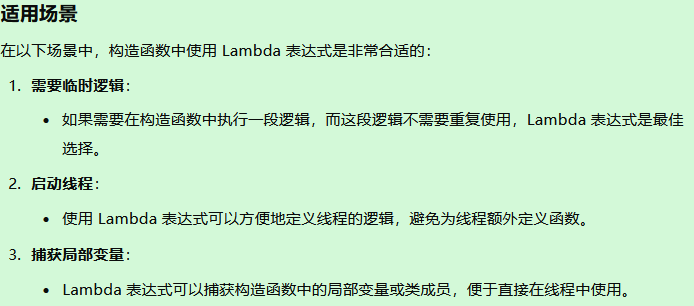 适用场景
在以下场景中，构造函数中使用 Lambda 表达式是非常合适的：
1. 需要临时逻辑：
• 如果需要在构造函数中执行一段逻辑，而这段逻辑不需要重复使用，Lambda 表达式是最佳
选择。
2. 启动线程：
• 使用 Lambda 表达式可以方便地定义线程的逻辑，避免为线程额外定义函数。
3. 捕获局部变量：
• Lambda 表达式可以捕获构造函数中的局部变量或类成员，便于直接在线程中使用。